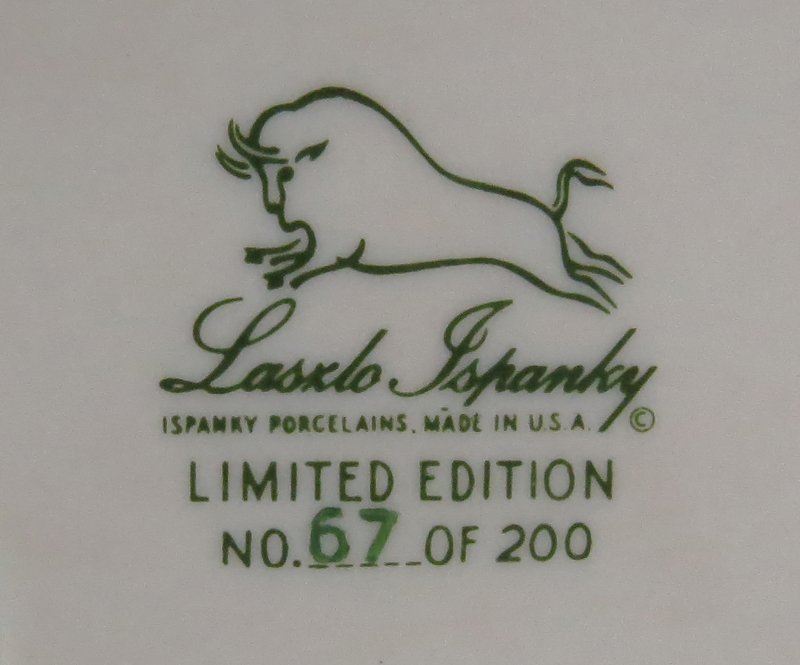 Laszlo Ispanky
ISPANKY PORCELAINS, MADE IN U.S.A. ©
LIMITED EDITION
NO. 67 OF 200